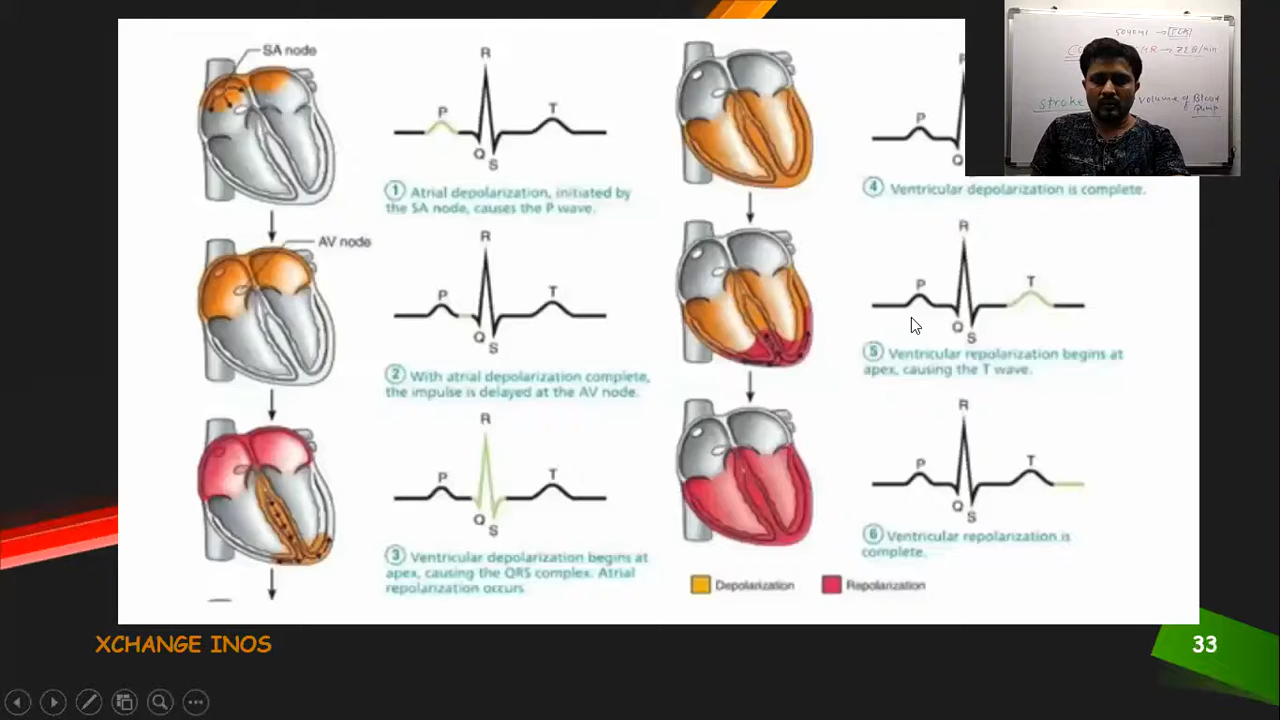 SA node
R
P
T
Q
S
① Atrial depolarization, initiated by
the SA node, causes the P wave.
AV node
R
P
T
Q
S
② With atrial depolarization complete,
the impulse is delayed at the AV node.
R
P
T
Q
S
③ Ventricular depolarization begins at
apex, causing the QRS complex. Atrial
repolarization occurs
P
Q
④ Ventricular depolarization is complete.
R
P
T
Q
S
⑤ Ventricular repolarization begins at
apex, causing the T wave.
R
P
T
Q
S
⑥ Ventricular repolarization is
complete.
Depolarization
Repolarization
stroke volume of Blood
Pump
XCHANGE INOS
33